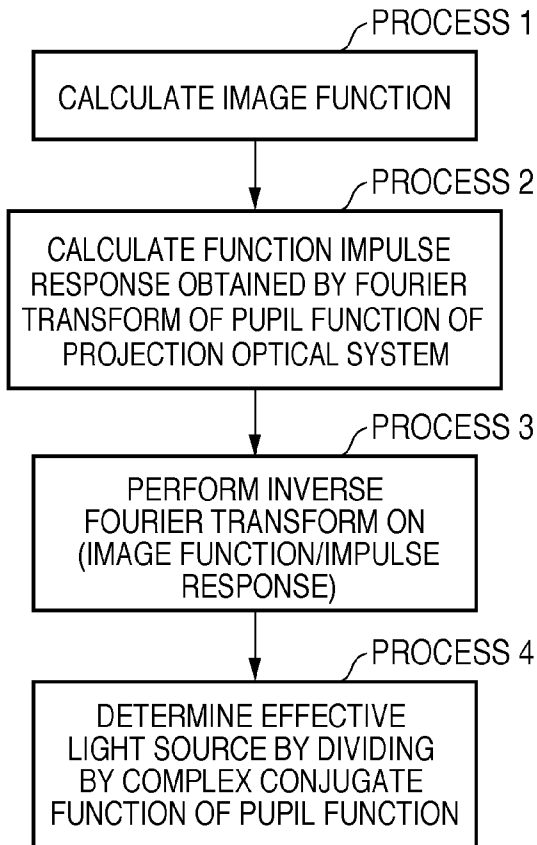 PROCESS 1
CALCULATE IMAGE FUNCTION
PROCESS 2
CALCULATE FUNCTION IMPULSE
RESPONSE OBTAINED BY FOURIER
TRANSFORM OF PUPIL FUNCTION OF
PROJECTION OPTICAL SYSTEM
PROCESS 3
PERFORM INVERSE
FOURIER TRANSFORM ON
(IMAGE FUNCTION/IMPULSE
RESPONSE)
PROCESS 4
DETERMINE EFFECTIVE
LIGHT SOURCE BY DIVIDING
BY COMPLEX CONJUGATE
FUNCTION OF PUPIL FUNCTION